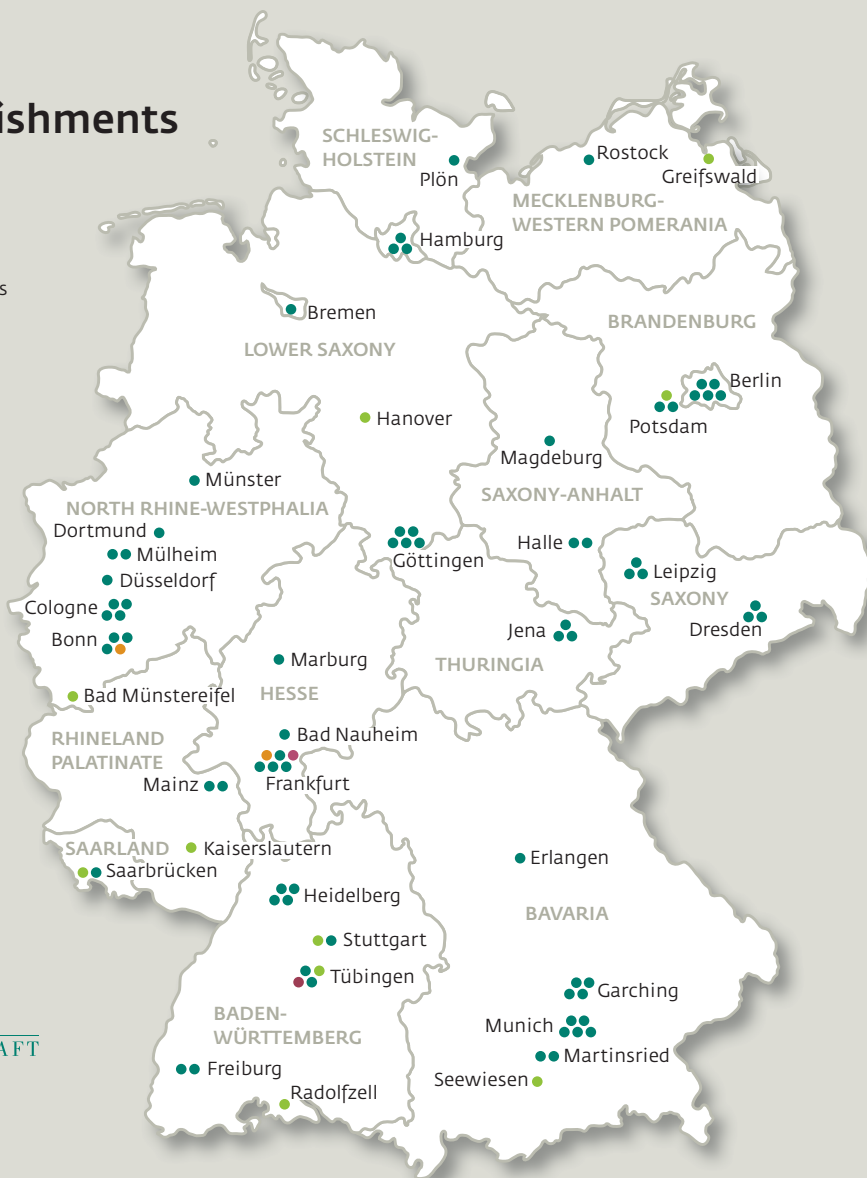 ishments
SCHLESWIG-
HOLSTEIN
Plön
Rostock
Greifswald
MECKLENBURG-
WESTERN POMERANIA
Hamburg
s
Bremen
LOWER SAXONY
BRANDENBURG
Berlin
Potsdam
Hanover
Magdeburg
SAXONY-ANHALT
Münster
NORTH RHINE-WESTPHALIA
Dortmund
Mülheim
Düsseldorf
Cologne
Bonn
Göttingen
Halle
Leipzig
SAXONY
Dresden
Jena
THURINGIA
Marburg
HESSE
Bad Münstereifel
RHINELAND
PALATINATE
Bad Nauheim
Frankfurt
Mainz
SAARLAND
Kaiserslautern
Saarbrücken
Erlangen
Heidelberg
BAVARIA
Stuttgart
Tübingen
Garching
BADEN-
WÜRTTEMBERG
Munich
AFT
Martinsried
Freiburg
Seewiesen
Radolfzell